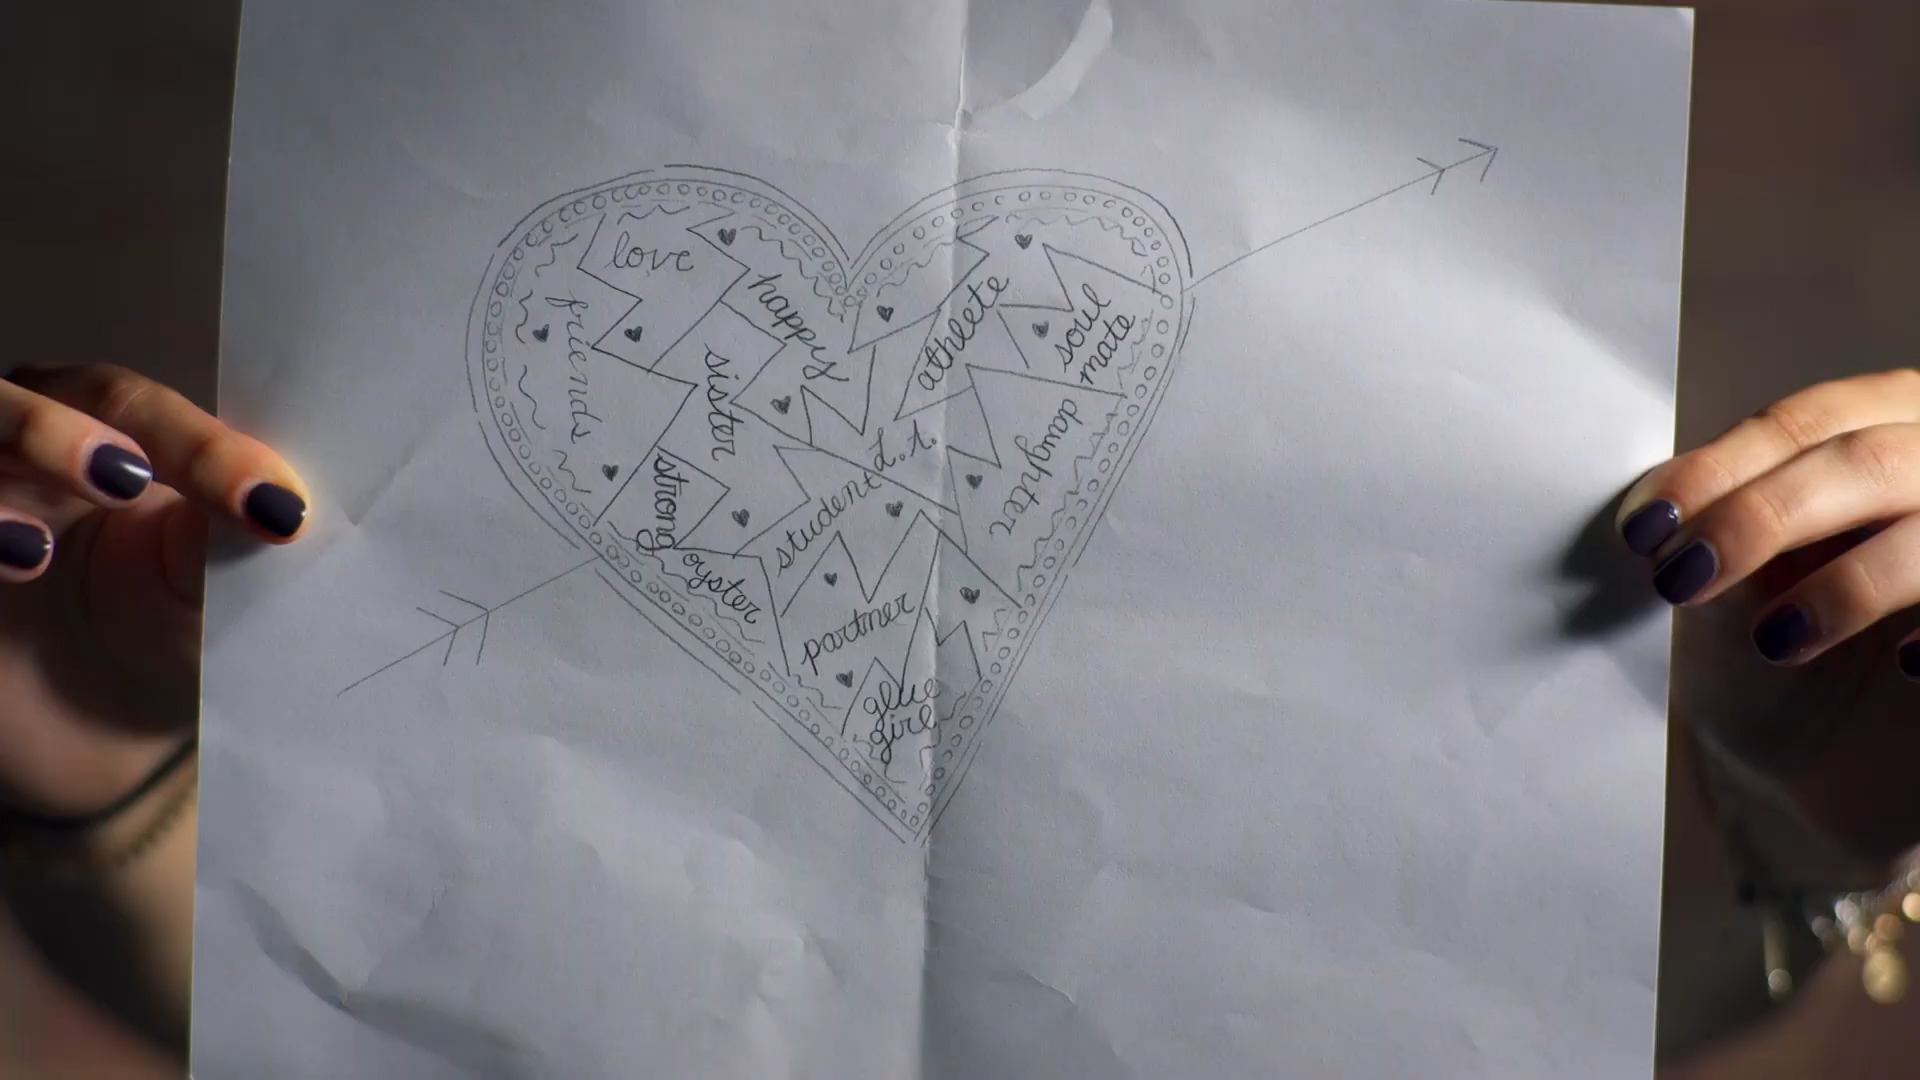 love
happy
athlete
soul
mate
friends
sister
L.T.
daughter
strong
student
oyster
partner
glue
girl